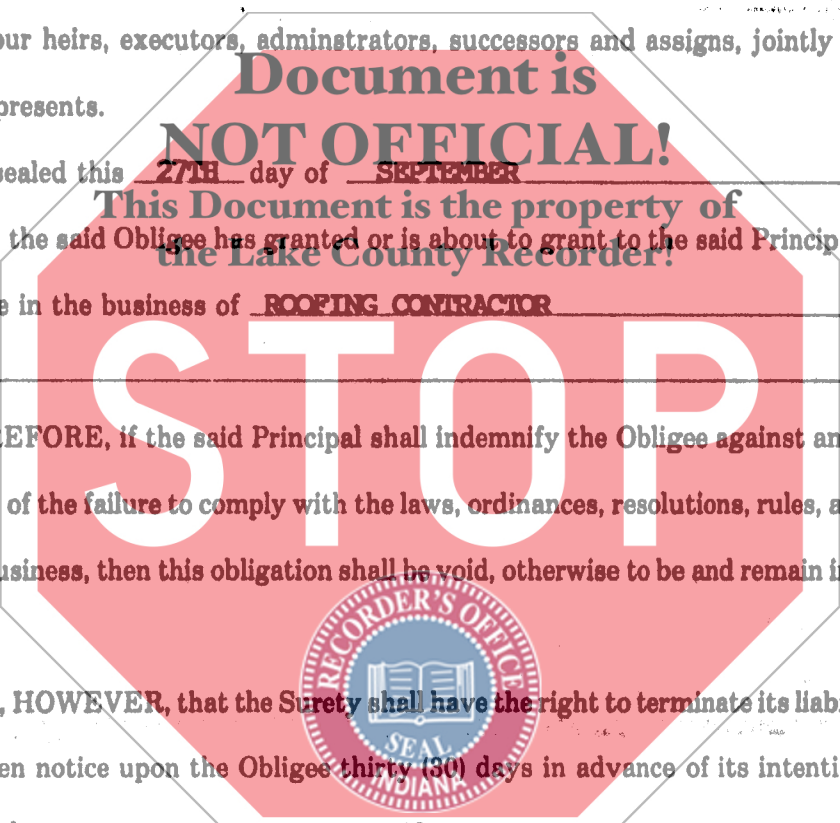 our heirs, executors, adminstrators, successors and assigns, jointly
Document is
presents.
NOT OFFICIAL!
sealed this 27TH day of SEPTEMBER
This Document is the property of
the said Obligee has granted or is about to grant to the said Princip
the Lake County Recorder!
e in the business of ROOFING CONTRACTOR
STOP
EFORE, if the said Principal shall indemnify the Obligee against an
of the failure to comply with the laws, ordinances, resolutions, rules, a
usiness, then this obligation shall be void, otherwise to be and remain i
RECORDER'S OFFICE
, HOWEVER, that the Surety shall have the right to terminate its liab
SEAL
en notice upon the Obligee thirty (30) days in advance of its intenti
INDIANA